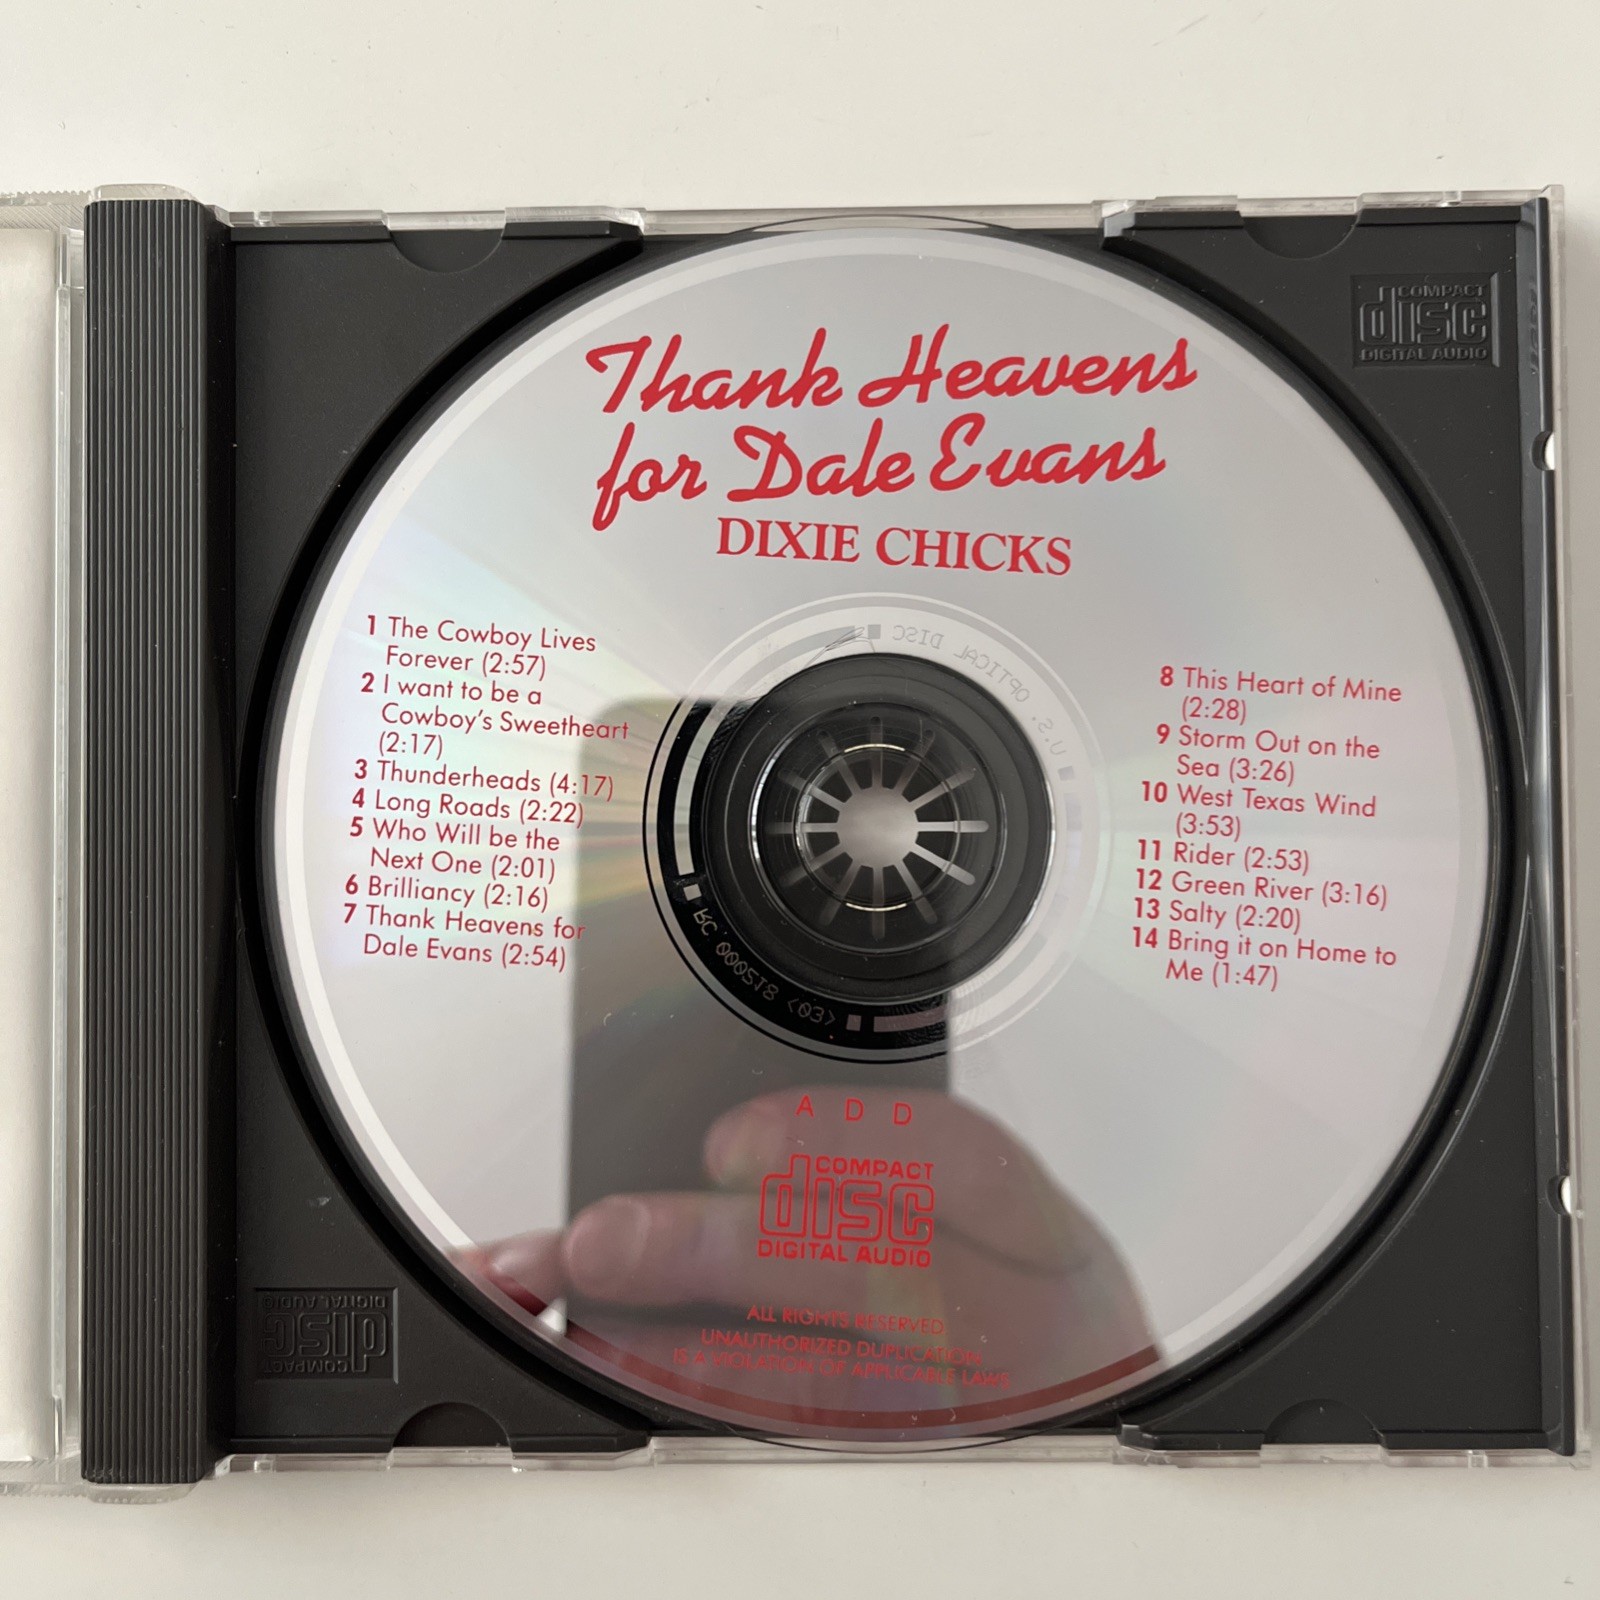 Thank Heavens
for Dale Evans
DIXIE CHICKS
1 The Cowboy Lives
Forever (2:57)
2 I want to be a
Cowboy's Sweetheart
(2:17)
3 Thunderheads (4:17)
4 Long Roads (2:22)
5 Who Will be the
Next One (2:01)
6 Brilliancy (2:16)
7 Thank Heavens for
Dale Evans (2:54)
8 This Heart of Mine
(2:28)
9 Storm Out on the
Sea (3:26)
10 West Texas Wind
(3:53)
11 Rider (2:53)
12 Green River (3:16)
13 Salty (2:20)
14 Bring it on Home to
Me (1:47)
U.S. OPTICAL DISC
RC 000218 <03>
A D D
COMPACT
disc
DIGITAL AUDIO
ALL RIGHTS RESERVED.
UNAUTHORIZED DUPLICATION
IS A VIOLATION OF APPLICABLE LAWS
COMPACT
disc
DIGITAL AUDIO
COMPACT
disc
DIGITAL AUDIO